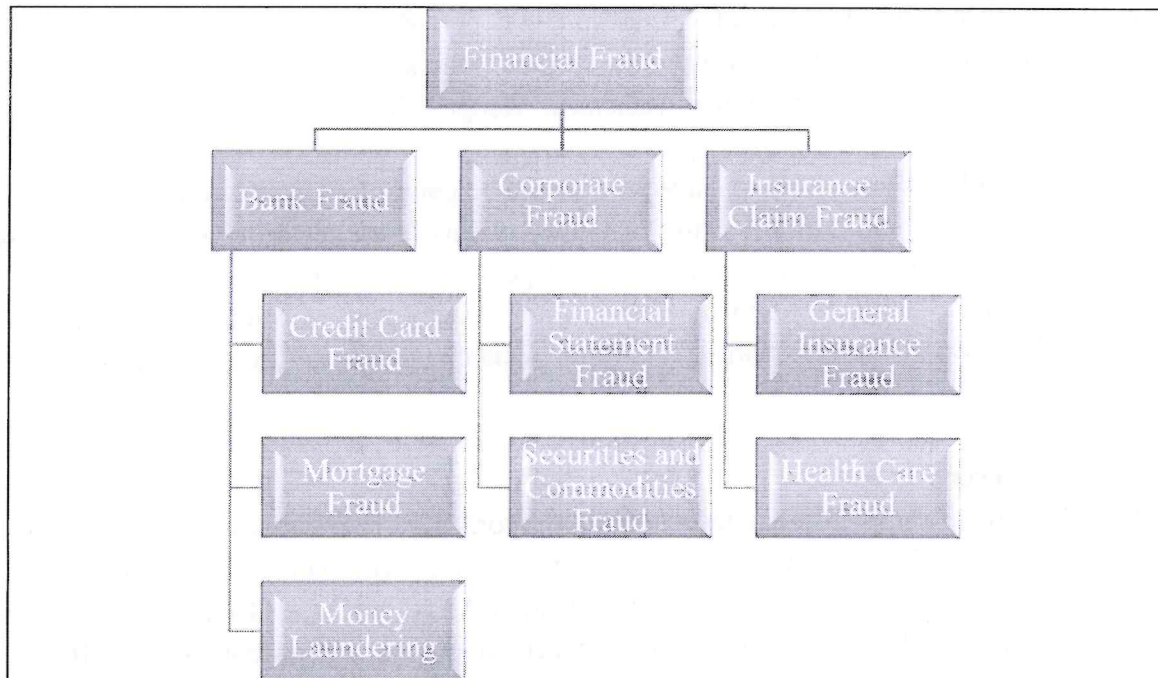 Financial Fraud
Bank Fraud
Corporate
Fraud
Insurance
Claim Fraud
Credit Card
Fraud
Financial
Statement
Fraud
General
Insurance
Fraud
Mortgage
Fraud
Securities and
Commodities
Fraud
Health Care
Fraud
Money
Laundering